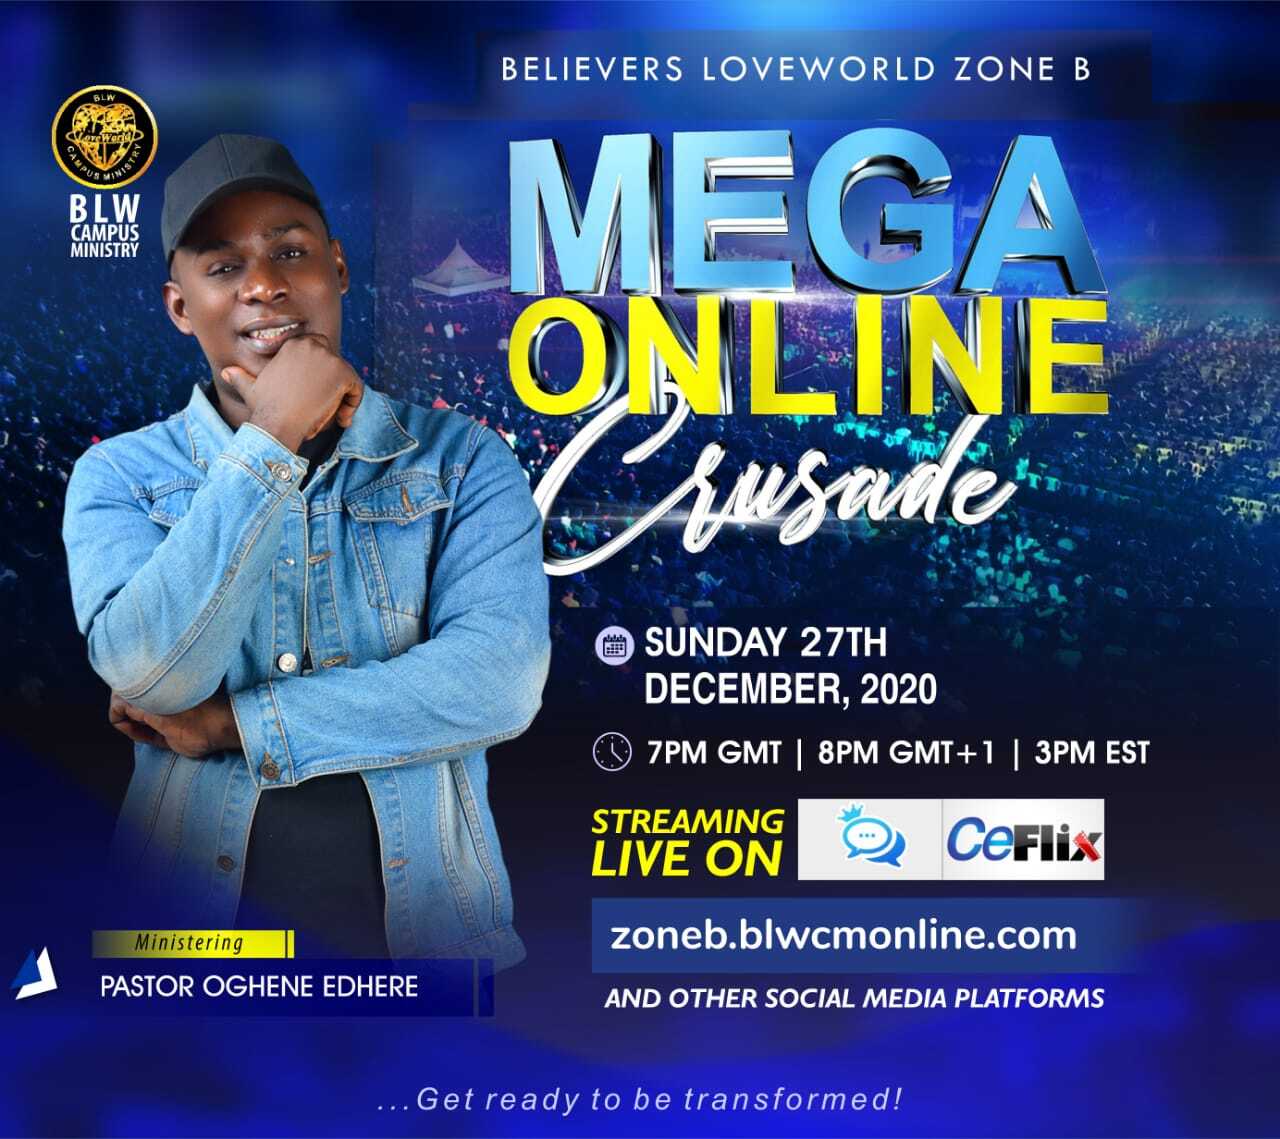 BELIEVERS LOVEWORLD ZONE B
BLW
LoveWorld
CAMPUS MINISTRY
BLW
CAMPUS
MINISTRY
MEGA
ONLINE
Crusade
SUNDAY 27TH
DECEMBER, 2020
7PM GMT | 8PM GMT+1 | 3PM EST
STREAMING
LIVE ON
CeFlix
zoneb.blwcmonline.com
AND OTHER SOCIAL MEDIA PLATFORMS
Ministering
PASTOR OGHENE EDHERE
...Get ready to be transformed!